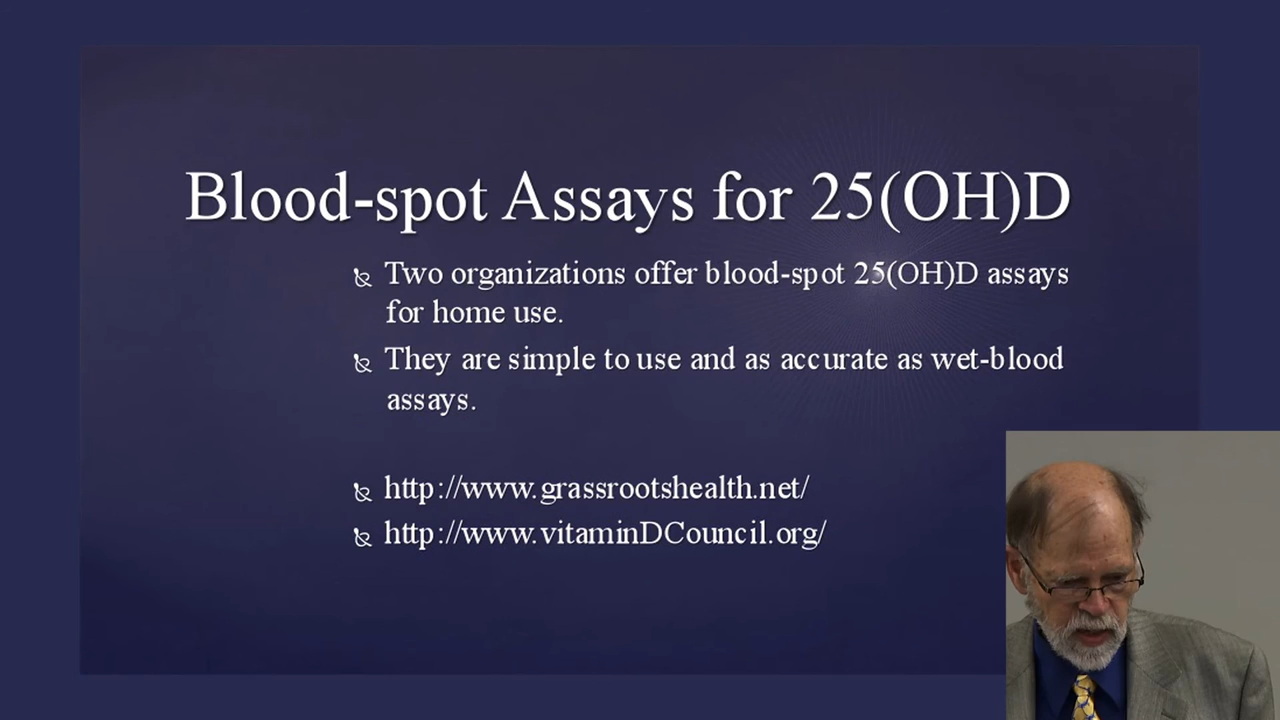 Blood-spot Assays for 25(OH)D
Two organizations offer blood-spot 25(OH)D assays
for home use.
They are simple to use and as accurate as wet-blood
assays.
http://www.grassrootshealth.net/
http://www.vitaminDCouncil.org/